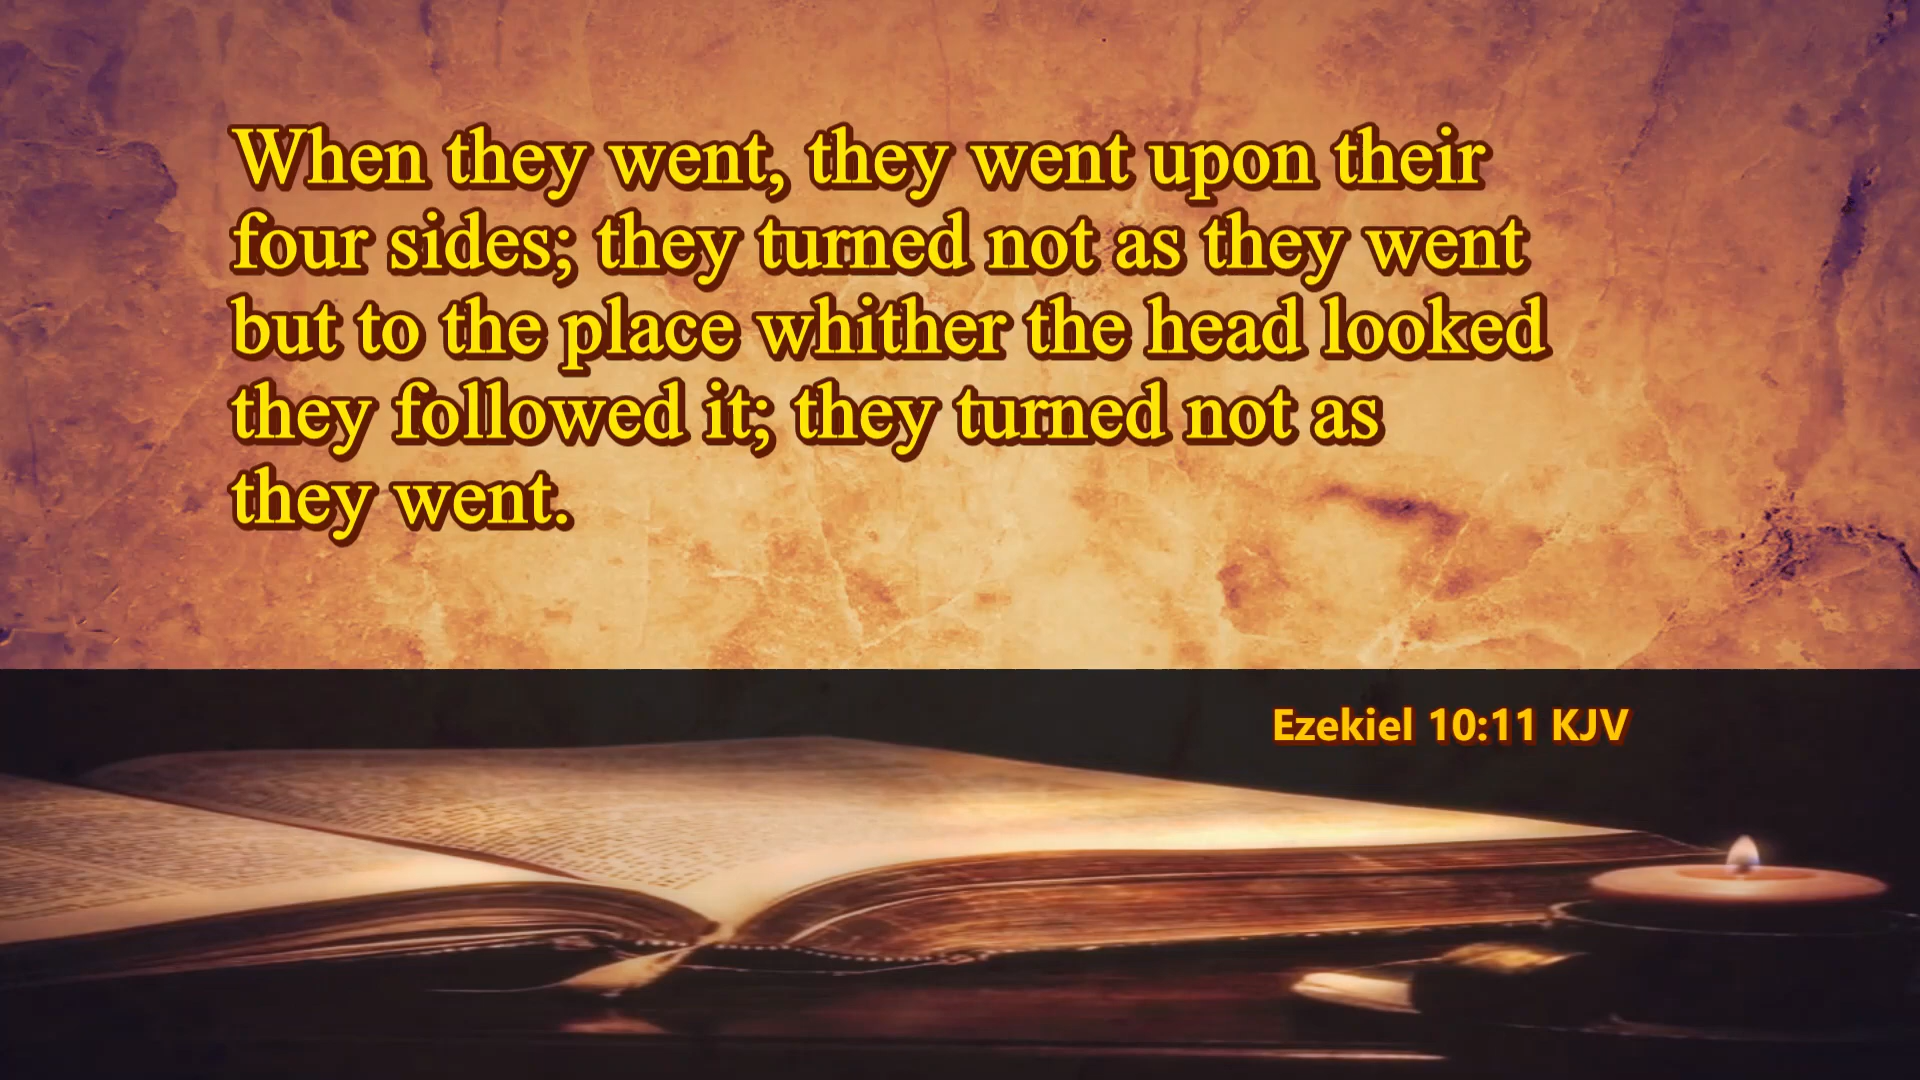 When they went, they went upon their
four sides; they turned not as they went
but to the place whither the head looked
they followed it; they turned not as
they went.
Ezekiel 10:11 KJV